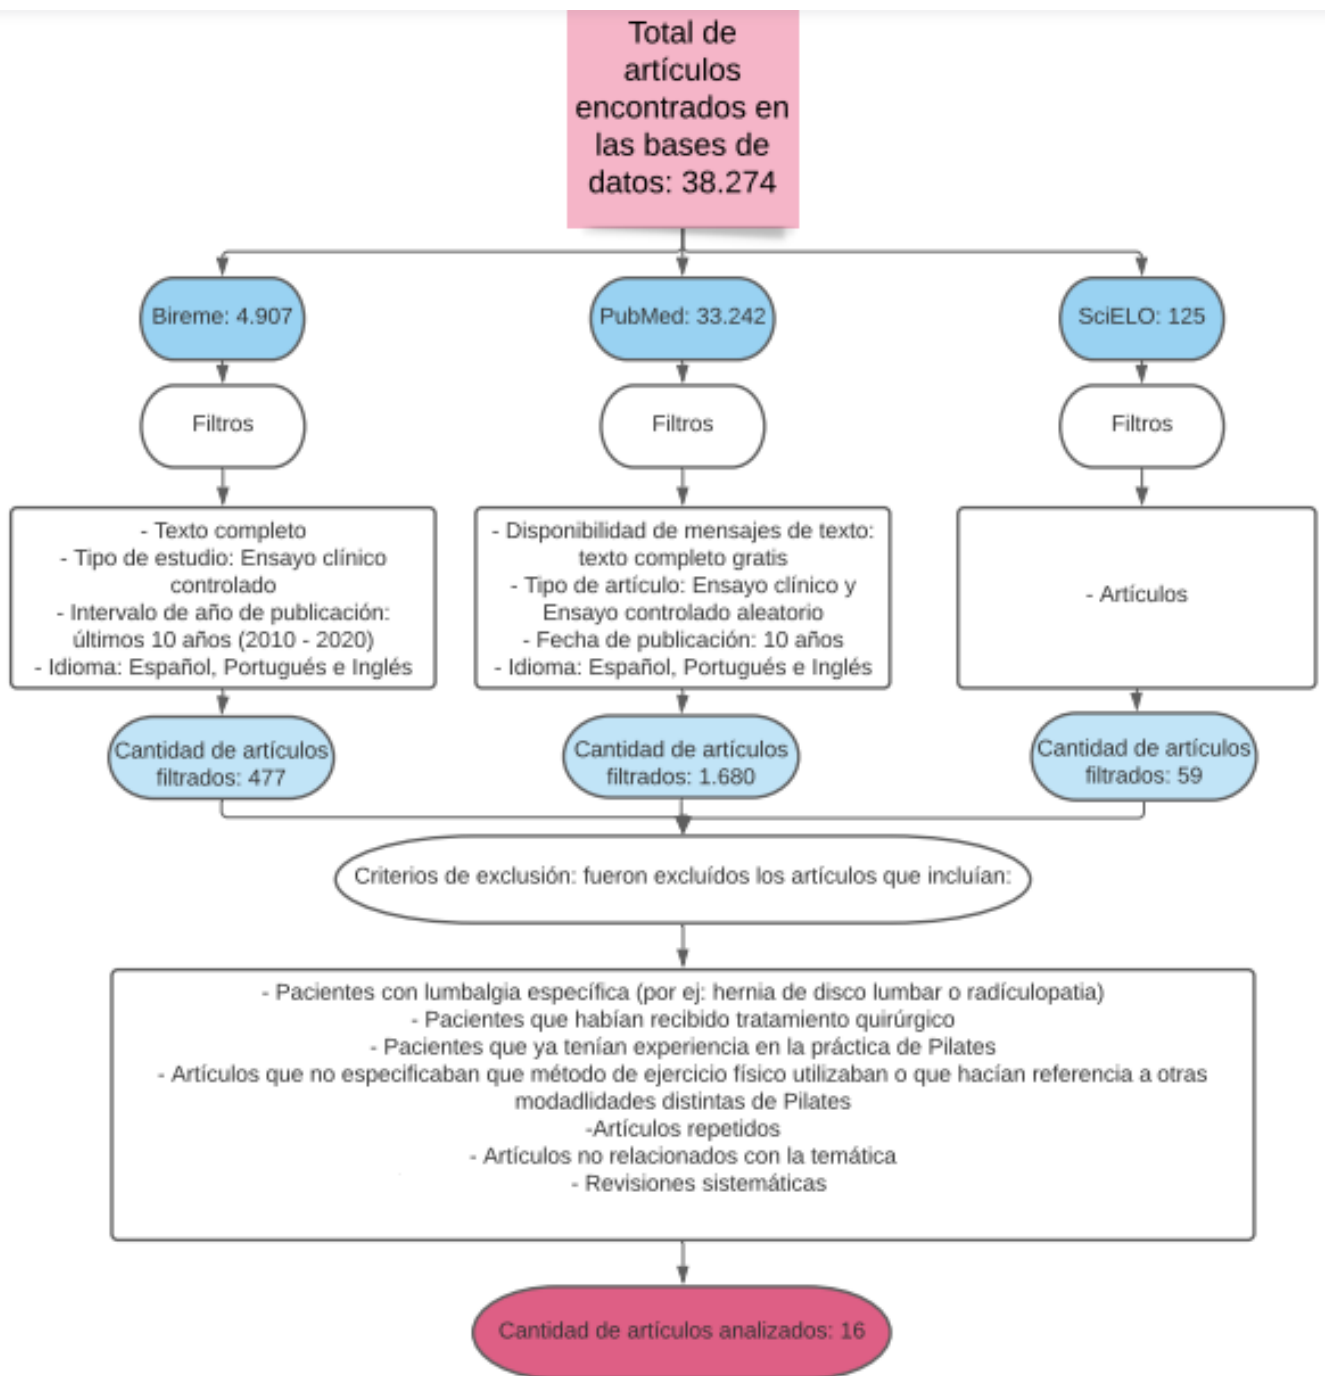 Total de
artículos
encontrados en
las bases de
datos: 38.274
Bireme: 4.907
PubMed: 33.242
SciELO: 125
Filtros
Filtros
Filtros
- Texto completo
- Tipo de estudio: Ensayo clínico
controlado
- Intervalo de año de publicación:
últimos 10 años (2010 - 2020)
- Idioma: Español, Portugués e Inglés
- Disponibilidad de mensajes de texto:
texto completo gratis
- Tipo de artículo: Ensayo clínico y
Ensayo controlado aleatorio
- Fecha de publicación: 10 años
- Idioma: Español, Portugués e Inglés
- Artículos
Cantidad de artículos
filtrados: 477
Cantidad de artículos
filtrados: 1.680
Cantidad de artículos
filtrados: 59
Criterios de exclusión: fueron excluídos los artículos que incluían:
- Pacientes con lumbalgia específica (por ej: hernia de disco lumbar o radículopatia)
- Pacientes que habían recibido tratamiento quirúrgico
- Pacientes que ya tenían experiencia en la práctica de Pilates
- Artículos que no especificaban que método de ejercicio físico utilizaban o que hacían referencia a otras
modadlidades distintas de Pilates
-Artículos repetidos
- Artículos no relacionados con la temática
- Revisiones sistemáticas
Cantidad de artículos analizados: 16